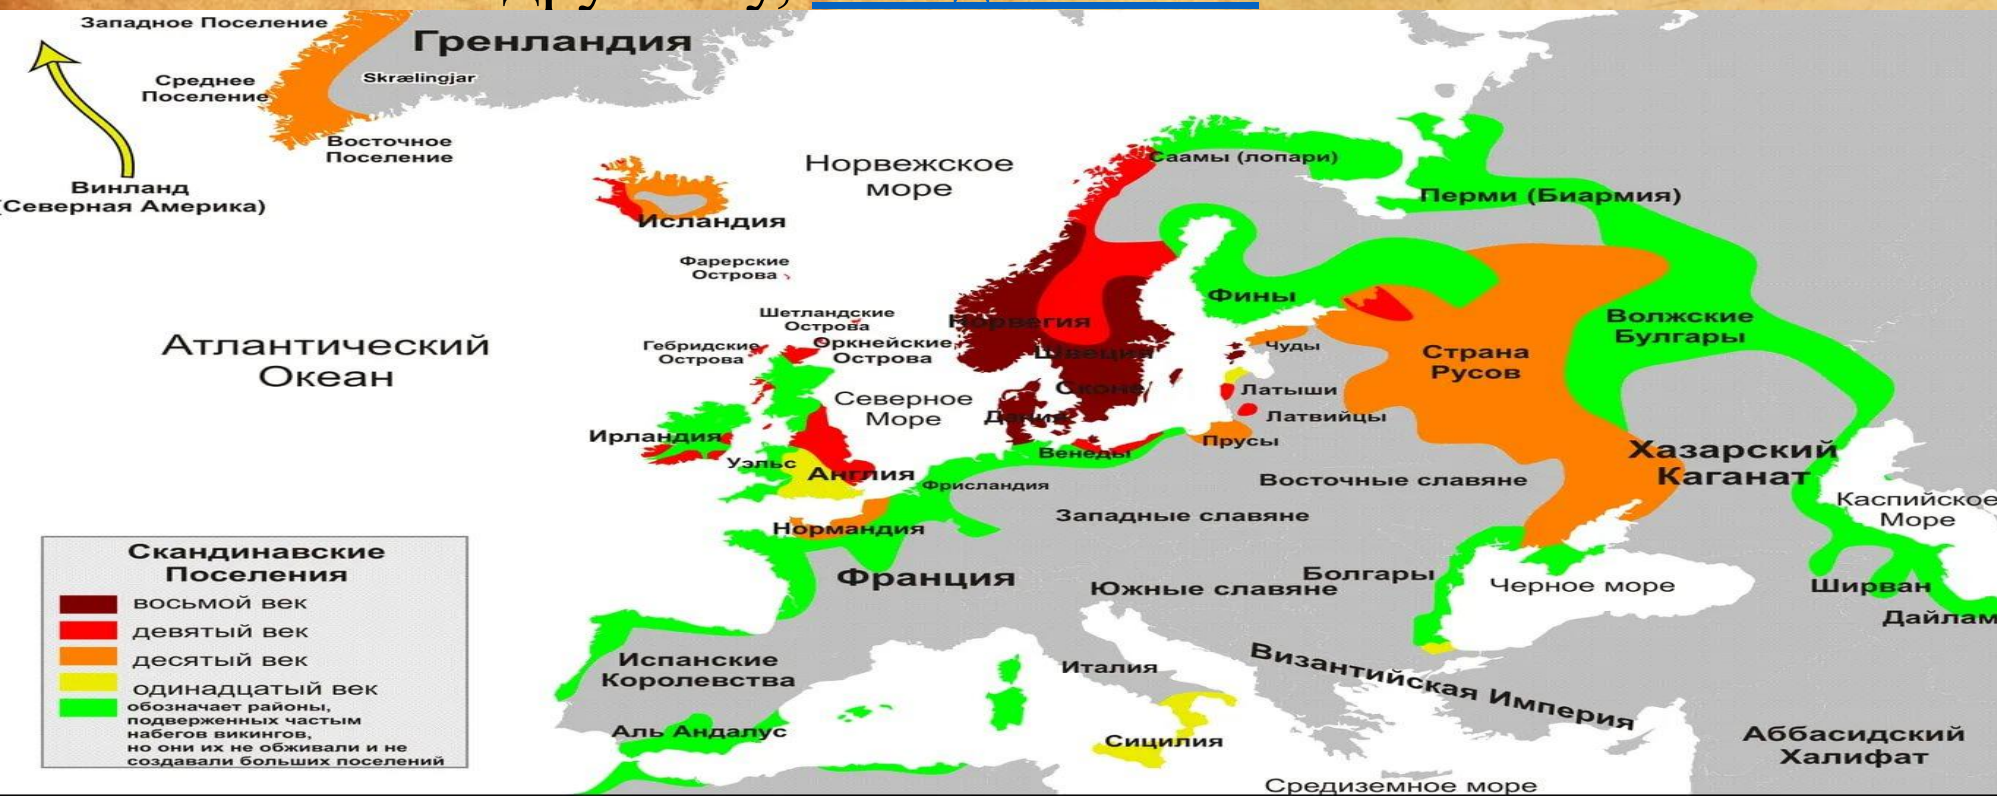 Западное Поселение
Гренландия
Skrælingjar
Среднее
Поселение
Восточное
Поселение
Винланд
(Северная Америка)
Исландия
Норвежское
море
Саамы (лопари)
Перми (Биармия)
Фарерские
Острова
Шетландские
Острова
Гебридские
Острова
Оркнейские
Острова
Атлантический
Океан
Норвегия
Швеция
Сконе
Дания
Фины
Чуды
Латыши
Латвийцы
Прусы
Страна
Русов
Волжские
Булгары
Северное
Море
Ирландия
Уэльс
Англия
Венеды
Фрисландия
Нормандия
Восточные славяне
Западные славяне
Хазарский
Каганат
Каспийское
Море
Франция
Болгары
Южные славяне
Черное море
Ширван
Дайлам
Испанские
Королевства
Аль Андалус
Италия
Сицилия
Византийская Империя
Аббасидский
Халифат
Средиземное море
Скандинавские
Поселения
восьмой век
девятый век
десятый век
одинадцатый век
обозначает районы,
подверженных частым
набегов викингов,
но они их не обживали и не
создавали больших поселений